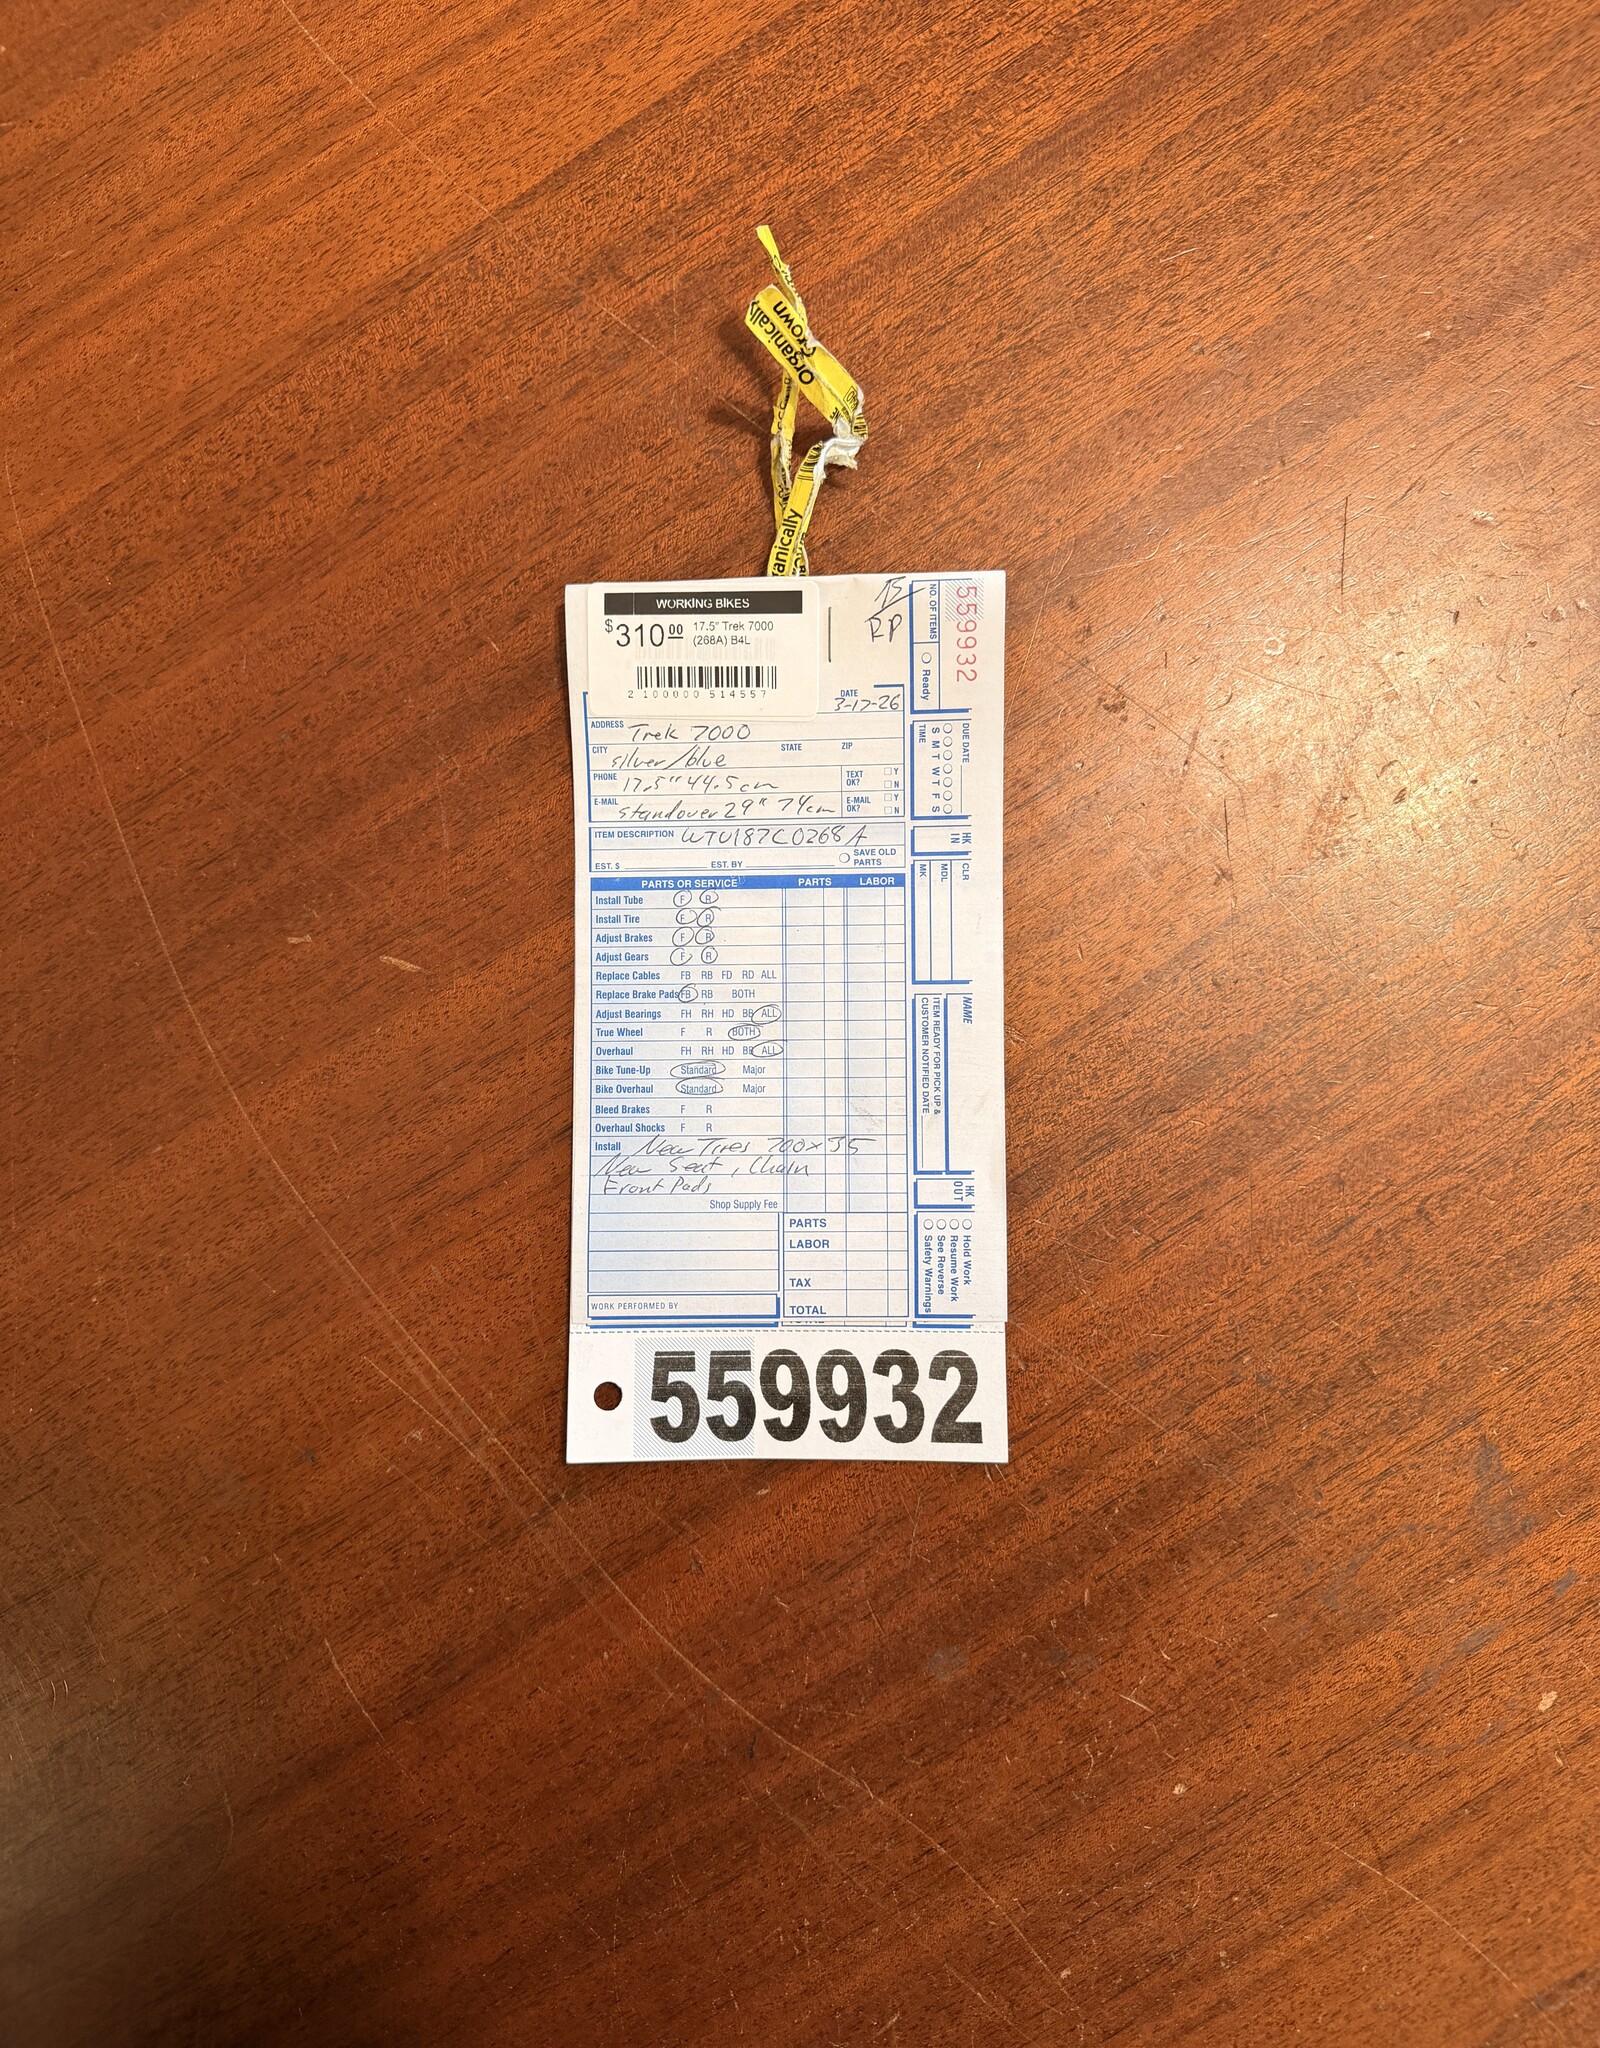 Organically
Grown
anically
WORKING BIKES
$310.00 17.5" Trek 7000
(268A) B4L
2 100000 514557
RP
DATE
3-17-26
ADDRESS Trek 7000
CITY silver/blue STATE ZIP
PHONE 17.5" 44.5cm TEXT OK? Y N
E-MAIL standover 29" 74cm E-MAIL OK? Y N
ITEM DESCRIPTION WTU187C0268A
EST. $ EST. BY SAVE OLD PARTS
PARTS OR SERVICE PARTS LABOR
Install Tube F R
Install Tire F R
Adjust Brakes F R
Adjust Gears F R
Replace Cables FB RB FD RD ALL
Replace Brake Pads FB RB BOTH
Adjust Bearings FH RH HD BB ALL
True Wheel F R BOTH
Overhaul FH RH HD BB ALL
Bike Tune-Up Standard Major
Bike Overhaul Standard Major
Bleed Brakes F R
Overhaul Shocks F R
Install New Tires 700x35
New Seat, Chain
Front Pads
Shop Supply Fee
PARTS
LABOR
TAX
WORK PERFORMED BY
TOTAL
TOTAL
559932
NO. OF ITEMS
Ready
DUE DATE
S M T W T F S
TIME
HK IN
CLR
MDL
MK
NAME
ITEM READY FOR PICK UP &
CUSTOMER NOTIFIED DATE
HK OUT
Hold Work
Resume Work
See Reverse
Safety Warnings
559932